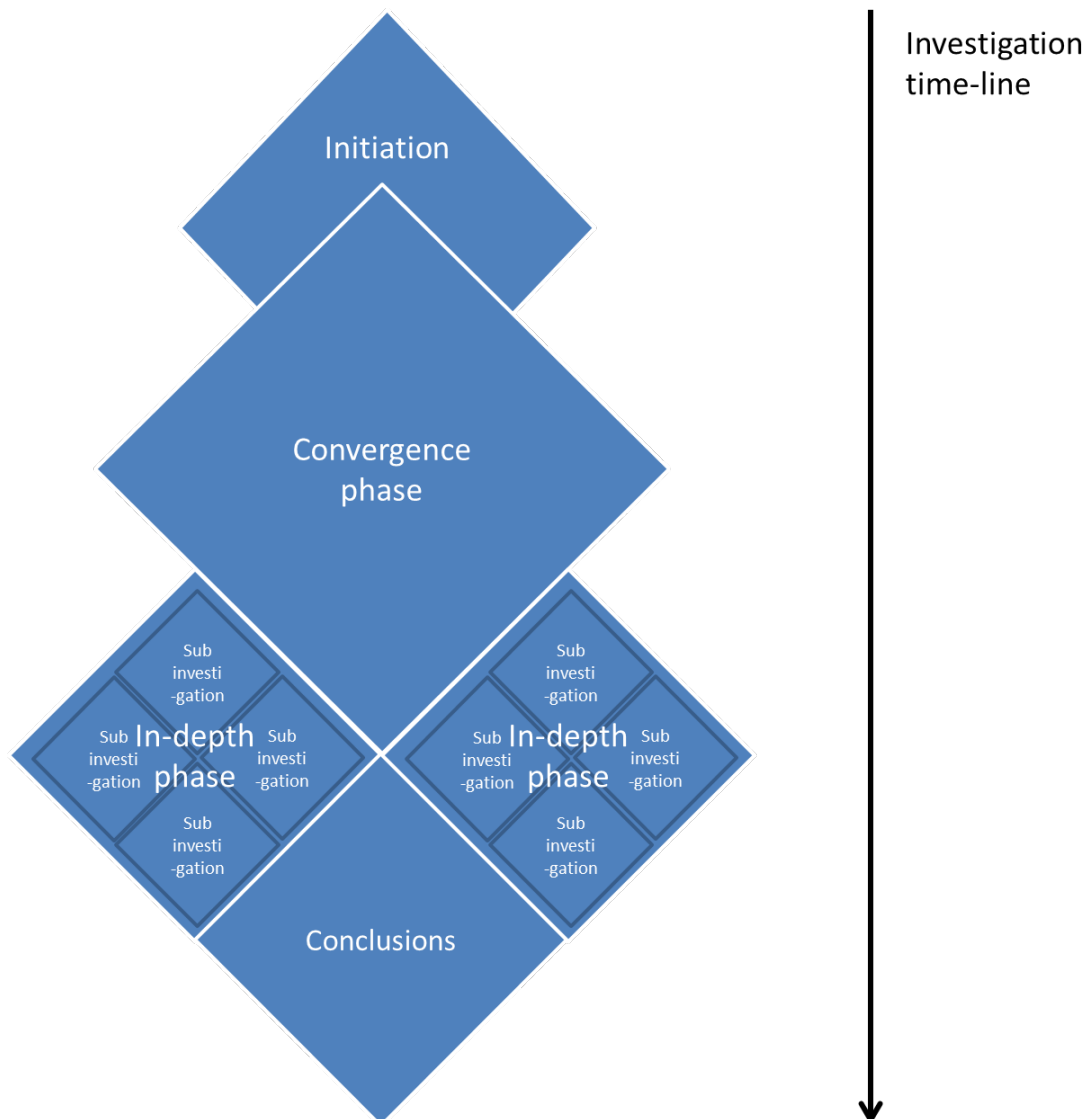 Investigation
time-line
Initiation
Convergence
phase
Sub
investi
-gation
Sub
investi
-gation
In-depth
phase
Sub
investi
-gation
Sub
investi
-gation
Sub
investi
-gation
Sub
investi
-gation
In-depth
phase
Sub
investi
-gation
Sub
investi
-gation
Conclusions